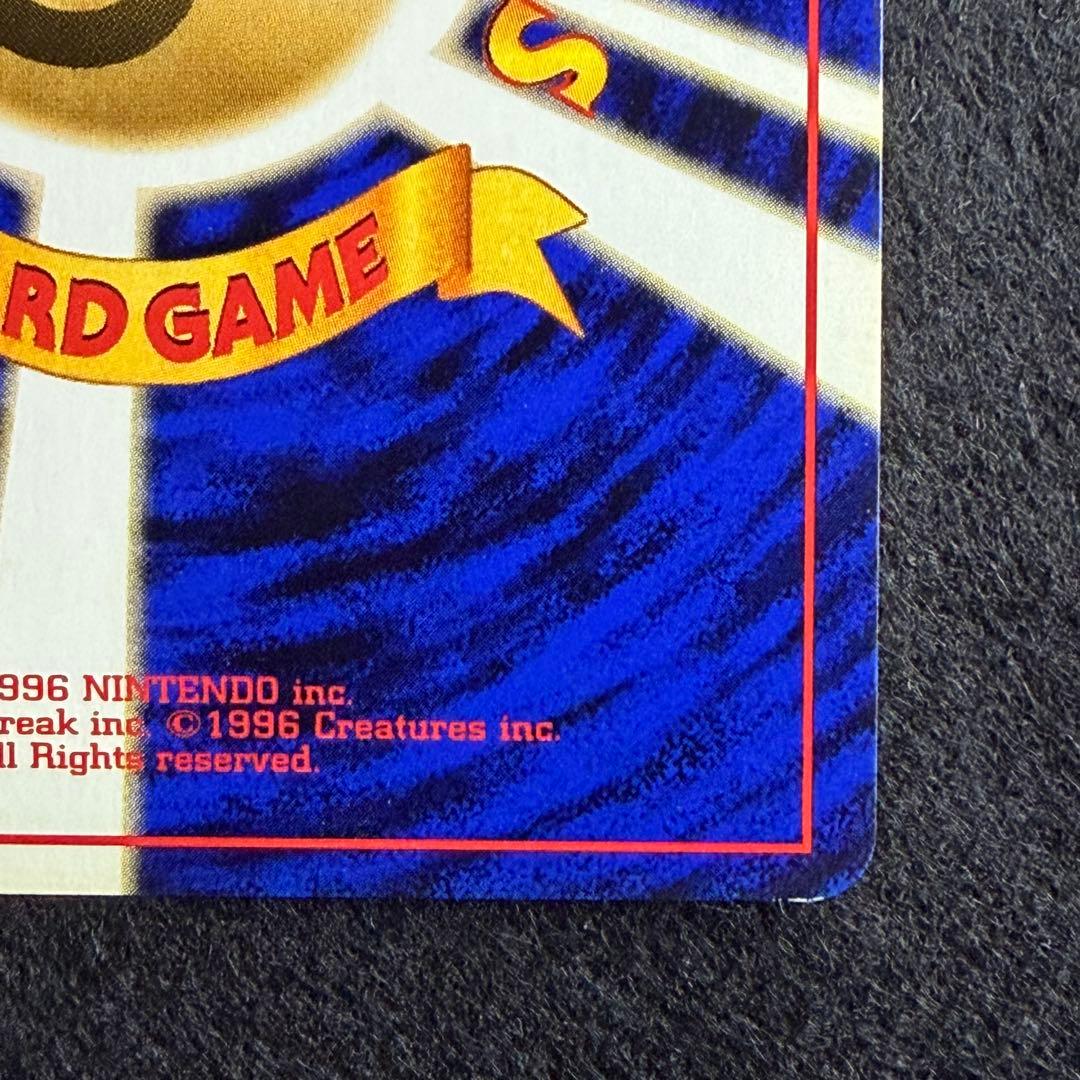 S
RD GAME
996 NINTENDO inc.
reak inc. ©1996 Creatures inc.
ll Rights reserved.